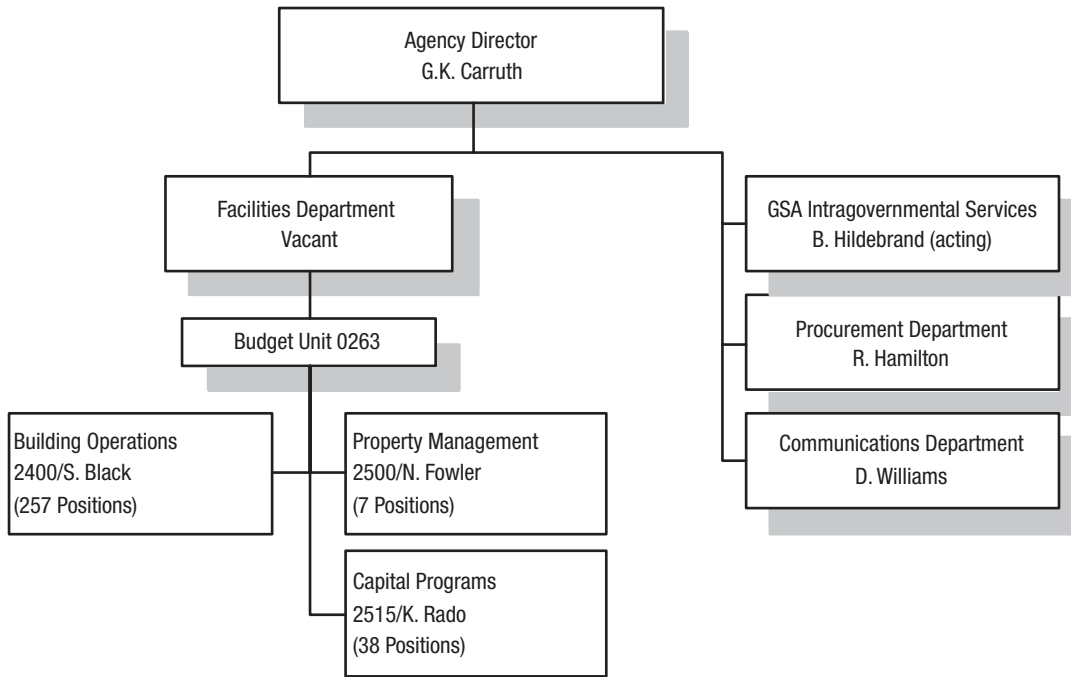 Agency Director
G.K. Carruth
Facilities Department
Vacant
GSA Intragovernmental Services
B. Hildebrand (acting)
Budget Unit 0263
Procurement Department
R. Hamilton
Building Operations
2400/S. Black
(257 Positions)
Property Management
2500/N. Fowler
(7 Positions)
Communications Department
D. Williams
Capital Programs
2515/K. Rado
(38 Positions)